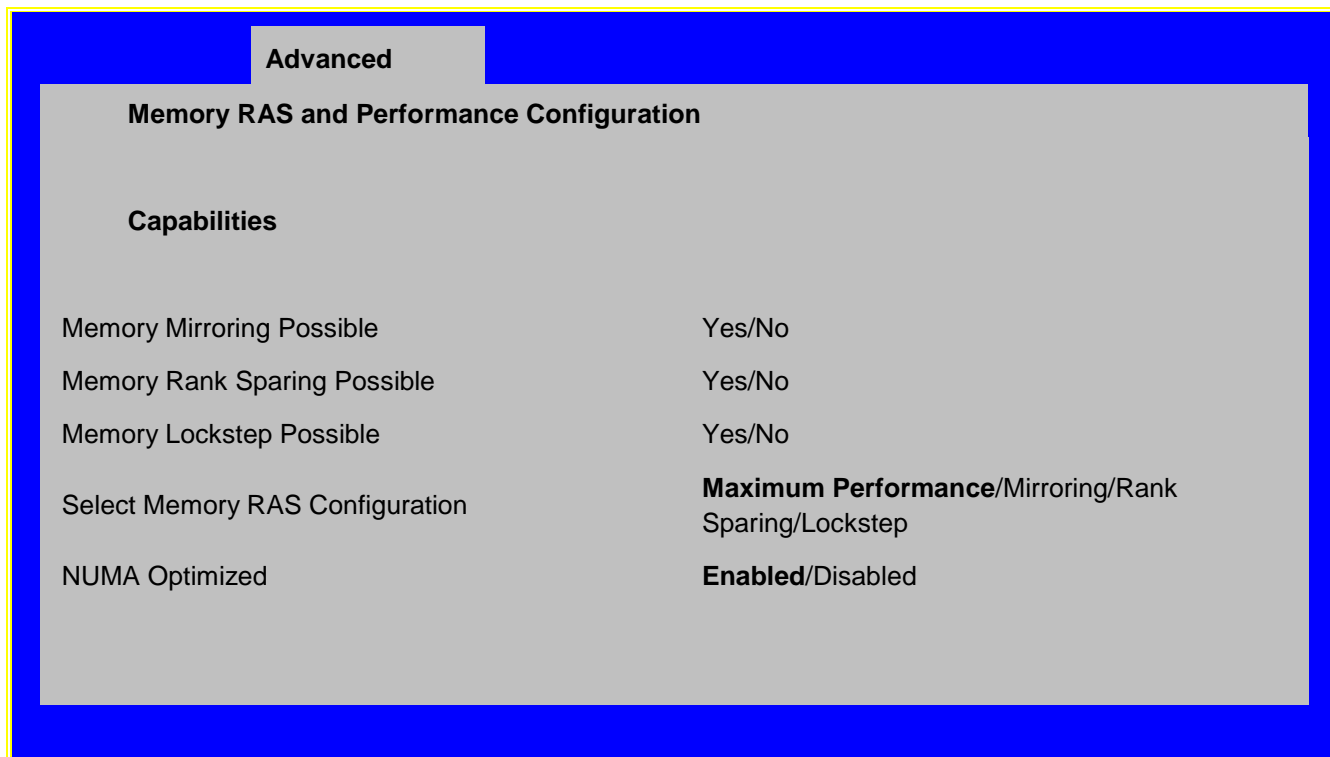 Advanced
Memory RAS and Performance Configuration
Capabilities
Memory Mirroring Possible Yes/No
Memory Rank Sparing Possible Yes/No
Memory Lockstep Possible Yes/No
Select Memory RAS Configuration Maximum Performance/Mirroring/Rank
Sparing/Lockstep
NUMA Optimized Enabled/Disabled